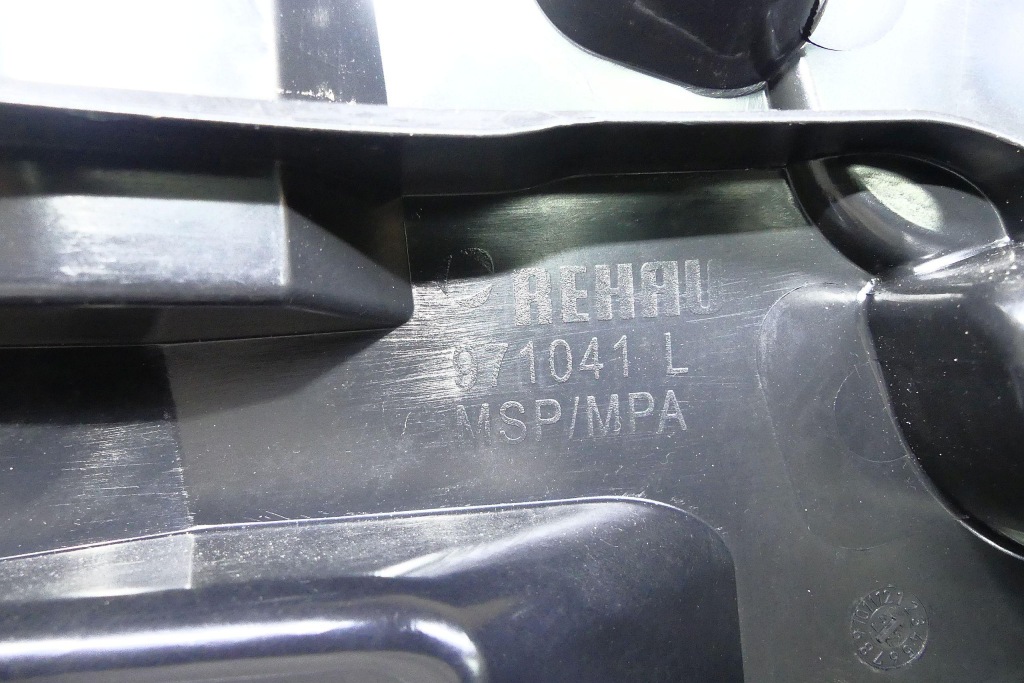 REHAU
971041 L
MSP/MPA